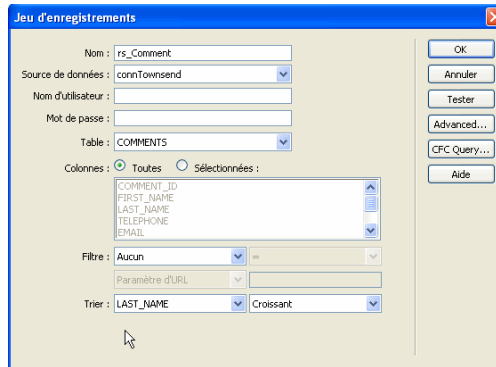 Jeu d'enregistrements
Nom : rs_Comment
Source de données : connTownsend
Nom d'utilisateur :
Mot de passe :
Table : COMMENTS
Colonnes : Toutes Sélectionnées :
COMMENT_ID
FIRST_NAME
LAST_NAME
TELEPHONE
EMAIL
Filtre : Aucun =
Paramètre d'URL
Trier : LAST_NAME Croissant
OK
Annuler
Tester
Advanced...
CFC Query...
Aide